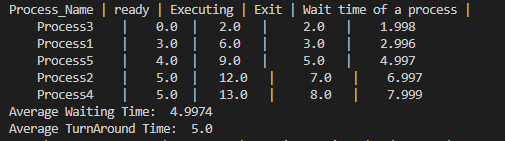 Process_Name | ready | Executing | Exit | Wait time of a process |
Process3 | 0.0 | 2.0 | 2.0 | 1.998
Process1 | 3.0 | 6.0 | 3.0 | 2.996
Process5 | 4.0 | 9.0 | 5.0 | 4.997
Process2 | 5.0 | 12.0 | 7.0 | 6.997
Process4 | 5.0 | 13.0 | 8.0 | 7.999
Average Waiting Time: 4.9974
Average TurnAround Time: 5.0